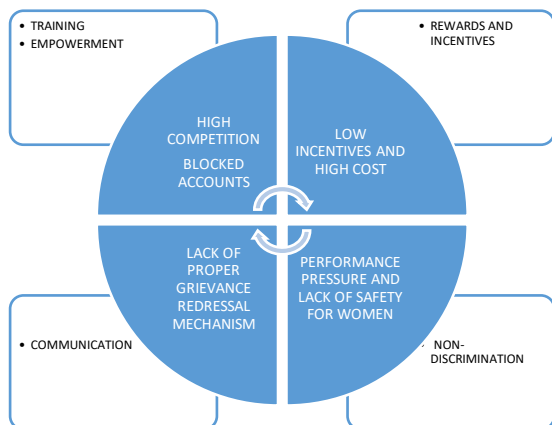 • TRAINING
• EMPOWERMENT
• REWARDS AND
INCENTIVES
HIGH
COMPETITION
BLOCKED
ACCOUNTS
LOW
INCENTIVES AND
HIGH COST
LACK OF
PROPER
GRIEVANCE
REDRESSAL
MECHANISM
PERFORMANCE
PRESSURE AND
LACK OF SAFETY
FOR WOMEN
• COMMUNICATION
• NON-
DISCRIMINATION